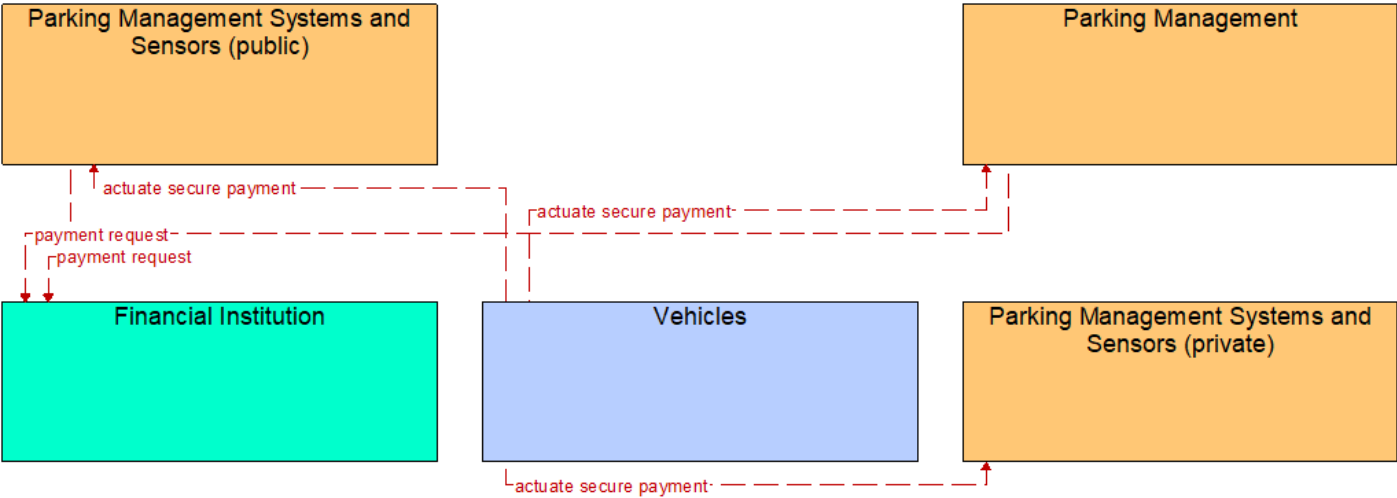 Parking Management Systems and
Sensors (public)
Parking Management
actuate secure payment
actuate secure payment
payment request
payment request
Financial Institution
Vehicles
Parking Management Systems and
Sensors (private)
actuate secure payment